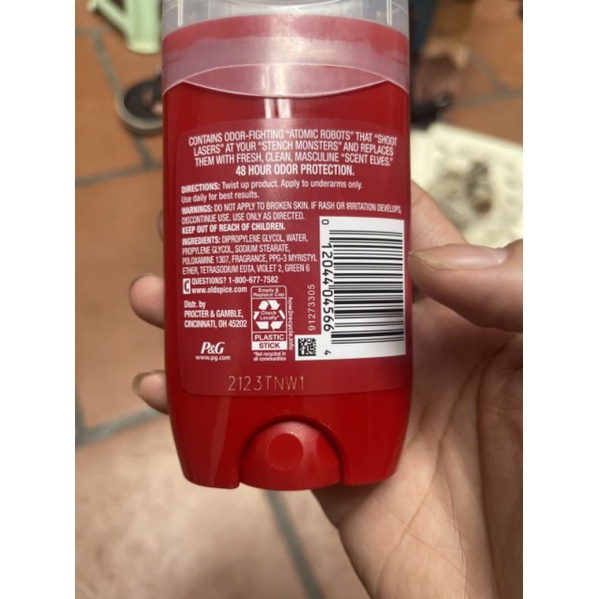 CONTAINS ODOR-FIGHTING "ATOMIC ROBOTS" THAT "SHOOT
LASERS" AT YOUR "STENCH MONSTERS" AND REPLACES
THEM WITH FRESH, CLEAN, MASCULINE "SCENT ELVES."
48 HOUR ODOR PROTECTION.
DIRECTIONS: Twist up product. Apply to underarms only.
Use daily for best results.
WARNINGS: DO NOT APPLY TO BROKEN SKIN. IF RASH OR IRRITATION DEVELOPS,
DISCONTINUE USE. USE ONLY AS DIRECTED.
KEEP OUT OF REACH OF CHILDREN.
INGREDIENTS: DIPROPYLENE GLYCOL, WATER,
PROPYLENE GLYCOL, SODIUM STEARATE,
POLOXAMINE 1307, FRAGRANCE, PPG-3 MYRISTYL
ETHER, TETRASODIUM EDTA, VIOLET 2, GREEN 6
QUESTIONS? 1-800-677-7582
www.oldspice.com
Distr. by
PROCTER & GAMBLE,
CINCINNATI, OH 45202
P&G
www.pg.com
Empty &
Replace Cap
Check
Locally*
PLASTIC
STICK
*Not recycled in
all communities
how2recycle.info
91273305
0 12044 04566 4
2123TNW1